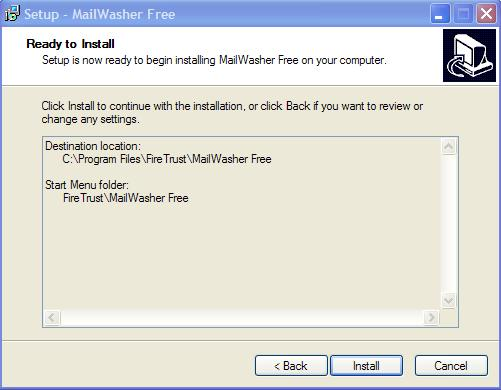 Setup - MailWasher Free
Ready to Install
Setup is now ready to begin installing MailWasher Free on your computer.
Click Install to continue with the installation, or click Back if you want to review or
change any settings.
Destination location:
C:\Program Files\FireTrust\MailWasher Free
Start Menu folder:
FireTrust\MailWasher Free
< Back
Install
Cancel